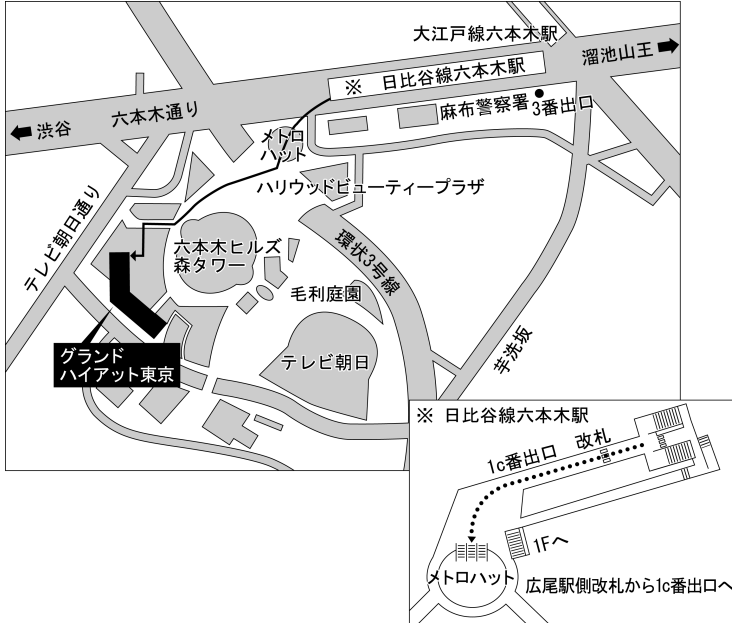 大江戸線六本木駅
溜池山王
※ 日比谷線六本木駅
六本木通り
渋谷
麻布警察署
3番出口
メトロ
ハット
ハリウッドビューティープラザ
テレビ朝日通り
六本木ヒルズ
森タワー
環状3号線
毛利庭園
テレビ朝日
芋洗坂
グランド
ハイアット東京
※ 日比谷線六本木駅
1c番出口
改札
1Fへ
メトロハット
広尾駅側改札から1c番出口へ